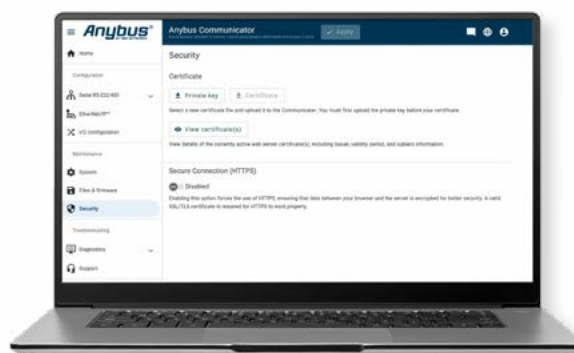 Anybus®
BY HMS NETWORKS
Anybus Communicator
Apply
Home
Configuration
Serial RS-232/485
EtherNet/IP™
I/O configuration
Maintenance
System
Files & firmware
Security
Troubleshooting
Diagnostics
Support
Security
Certificate
Private key
Certificate
Select a new certificate file and upload it to the Communicator. You must first upload the private key before your certificate.
View certificate(s)
View details of the currently active web server certificate(s), including issuer, validity period, and subject information.
Secure Connection (HTTPS)
Disabled
Enabling this option forces the use of HTTPS, ensuring that data between your browser and the server is encrypted for better security. A valid
SSL/TLS certificate is required for HTTPS to work properly.